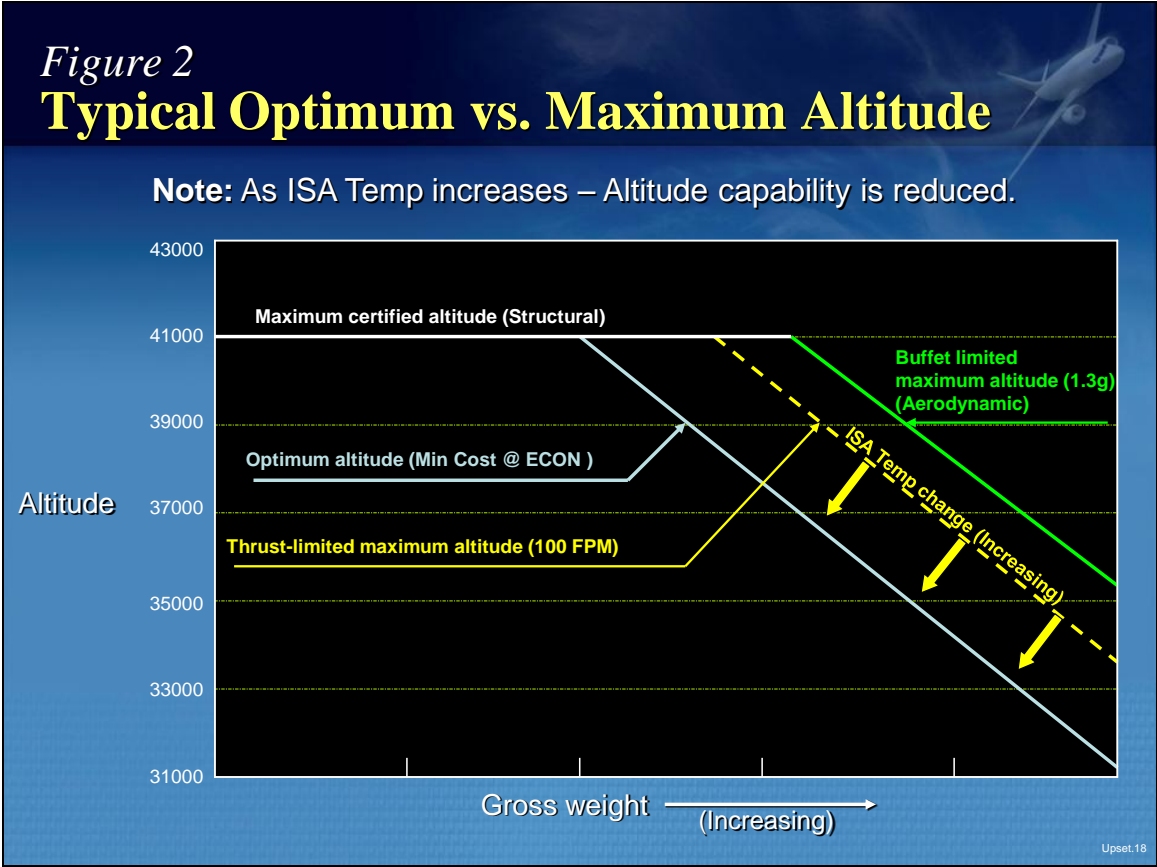 Figure 2
Typical Optimum vs. Maximum Altitude
Note: As ISA Temp increases – Altitude capability is reduced.
43000
41000
39000
37000
35000
33000
31000
Altitude
Maximum certified altitude (Structural)
Buffet limited
maximum altitude (1.3g)
(Aerodynamic)
Optimum altitude (Min Cost @ ECON )
ISA Temp change (Increasing)
Thrust-limited maximum altitude (100 FPM)
Gross weight
(Increasing)
Upset.18